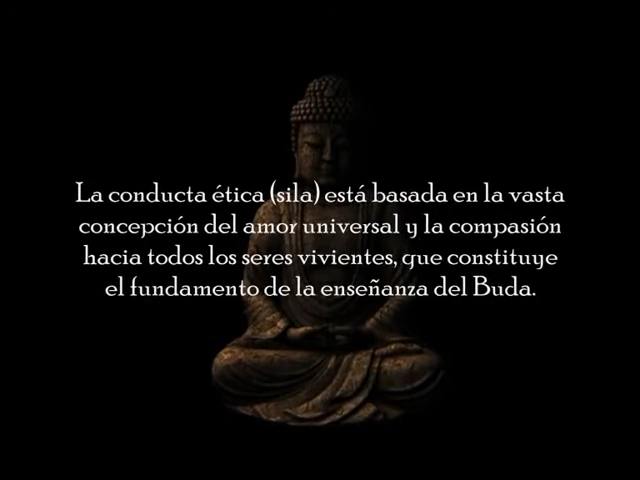 La conducta ética (sila) está basada en la vasta
concepción del amor universal y la compasión
hacia todos los seres vivientes, que constituye
el fundamento de la enseñanza del Buda.